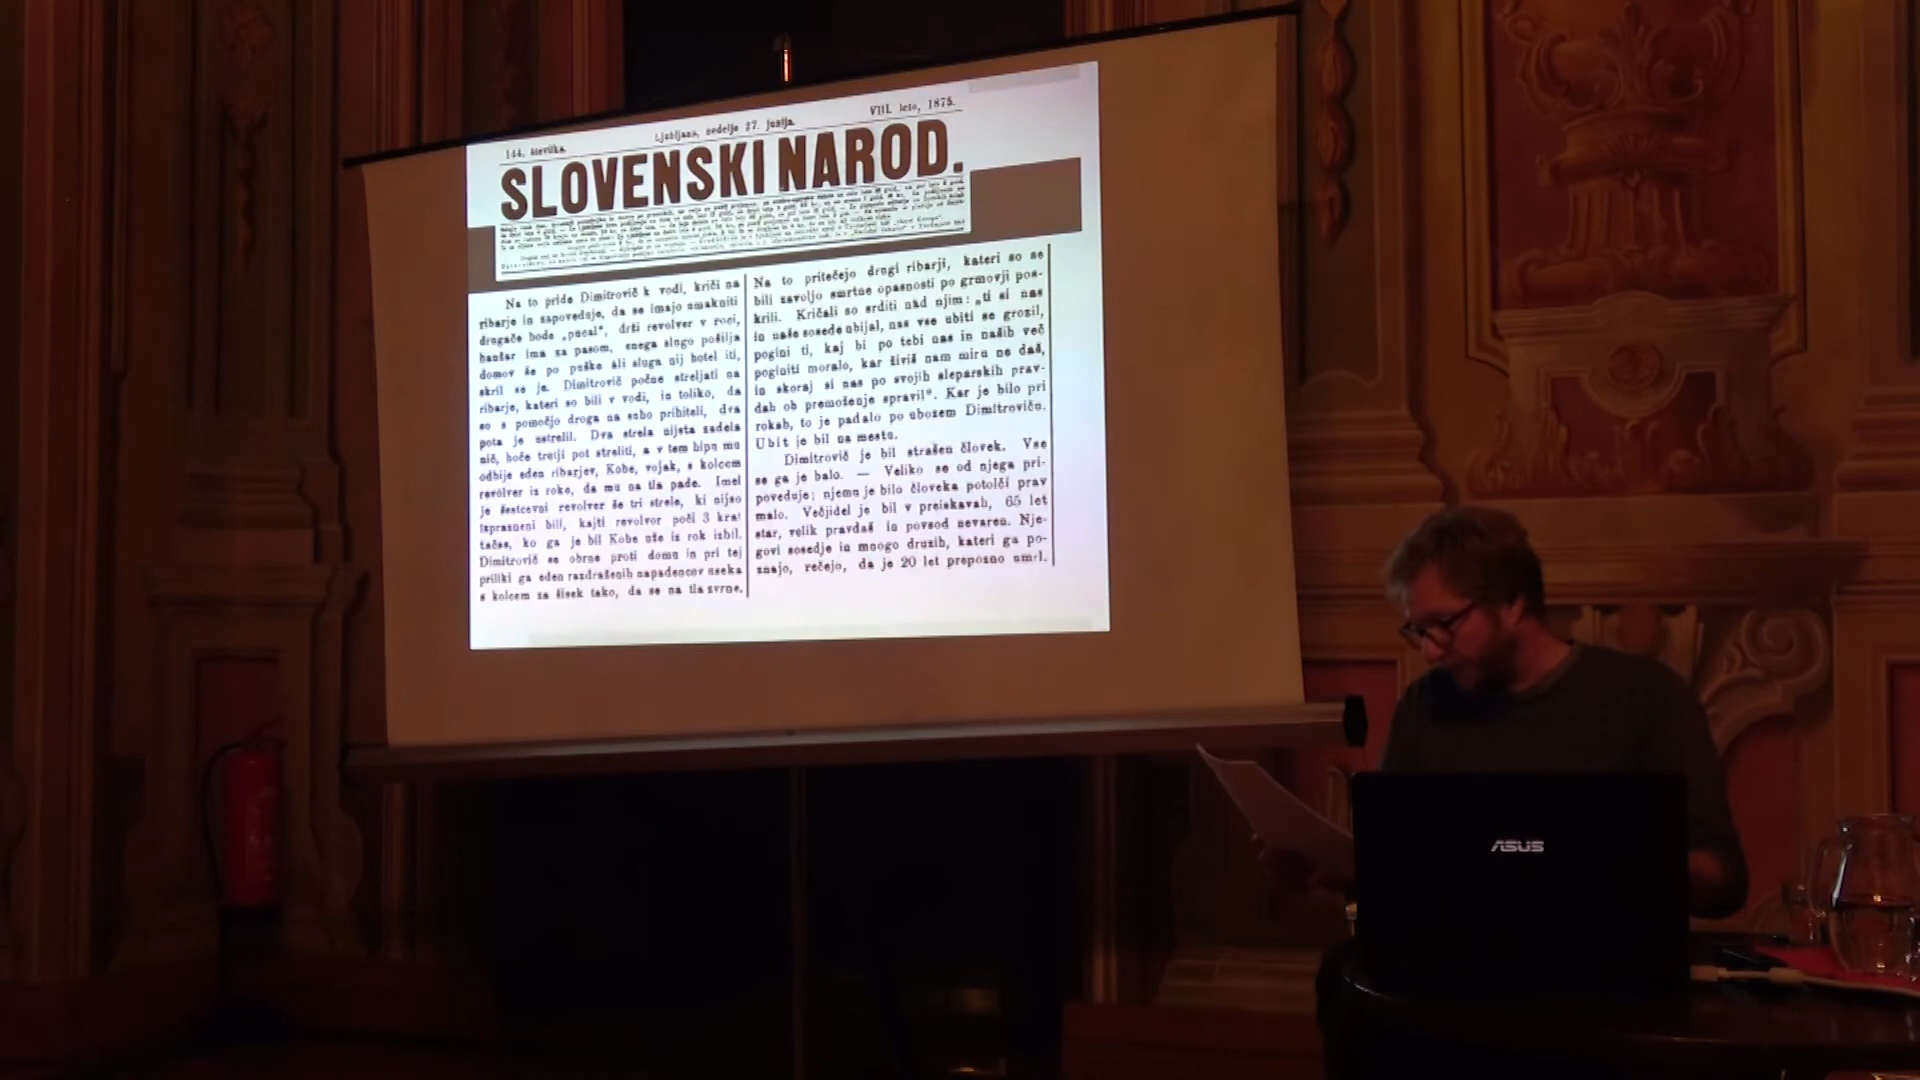 144. številka.
Ljubljana, nedeljo 27. junija.
VIII. leto, 1875.
SLOVENSKI NAROD.
Na to pride Dimitrovič k vodi, kriči na
ribarje in zapoveduje, da se imajo umakniti
drugače bode „pucal“, drži revolver v roci,
hanžar ima za pasom, enega slugo pošilja
domov še po puške ali sluga nij hotel iti,
skril se je. Dimitrovič počne streljati na
ribarje, kateri so bili v vodi, in toliko, da
so s pomočjo droga na suho prihiteli, dva
pota je ustrelil. Dva strela nijsta zadela
nič, hoče tretji pot streliti, a v tem hipu mu
odbije eden ribarjev, Kobe, vojak, s kolcem
revolver iz roke, da mu na tla pade. Imel
je šestcevni revolver še tri strele, ki nijso
izprazneni bili, kajti revolver poči 3 krat
tačas, ko ga je bil Kobe uže iz rok izbil.
Dimitrovič se obrne proti domu in pri tej
priliki ga eden razdraženih napadencov useka
s kolcem za šisek tako, da se na tla zvrne.
Na to pritečejo drugi ribarji, kateri so se
bili zavoljo smrtne opasnosti po grmovji pos-
krili. Kričali so srditi nad njim: „ti si nas
in naše sosede ubijal, nas vse ubiti se grozil,
pogini ti, kaj bi po tebi nas in naših več
poginiti moralo, kar živiš nam miru ne daš,
in skoraj si nas po svojih sleparskih prav-
dah ob premoženje spravil“. Kar je bilo pri
rokah, to je padalo po ubozem Dimitroviču.
Ubit je bil na mestu.
Dimitrovič je bil strašen človek. Vse
se ga je balo. — Veliko se od njega pri-
poveduje; njemu je bilo človeka potolči prav
malo. Večjidel je bil v preiskavah, 65 let
star, velik pravdaš in povsod nevaren. Nje-
govi sosedje in mnogo druzih, kateri ga po-
znajo, rečejo, da je 20 let prepozno umrl.
ASUS